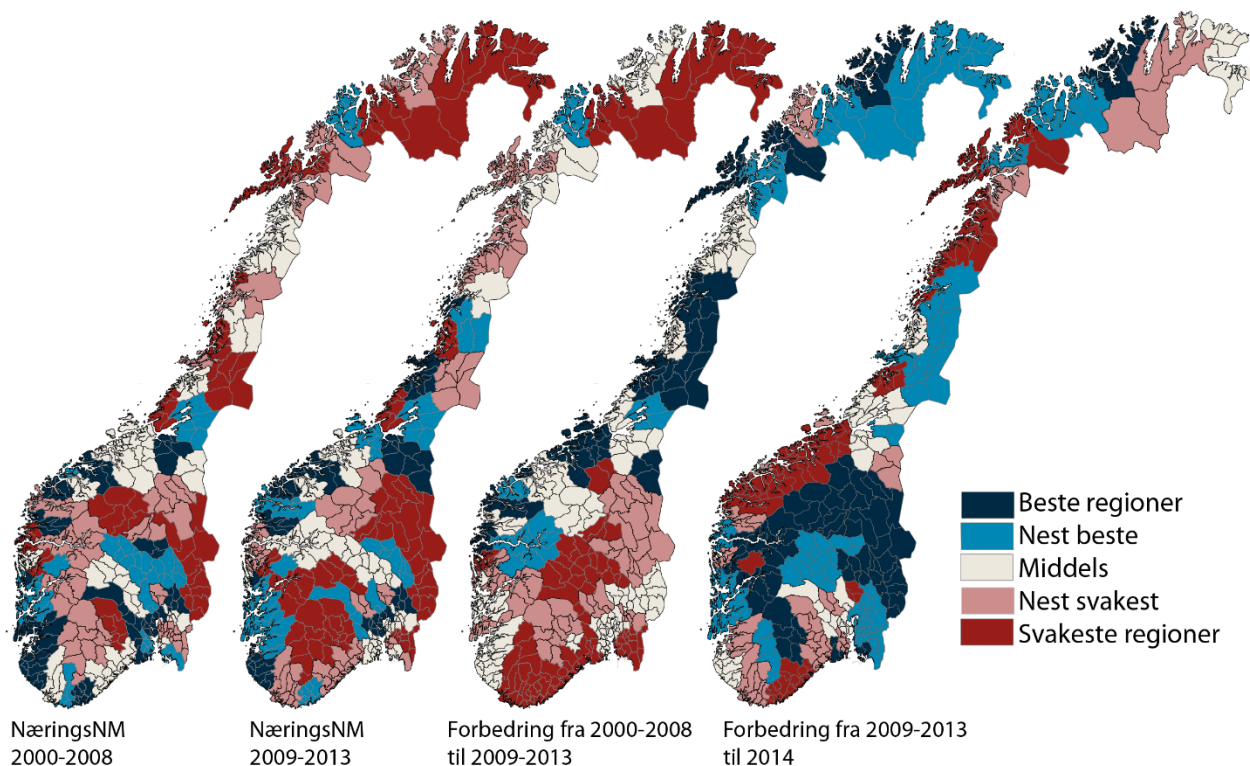 Beste regioner
Nest beste
Middels
Nest svakest
Svakeste regioner
NæringsNM
2000-2008
NæringsNM
2009-2013
Forbedring fra 2000-2008
til 2009-2013
Forbedring fra 2009-2013
til 2014